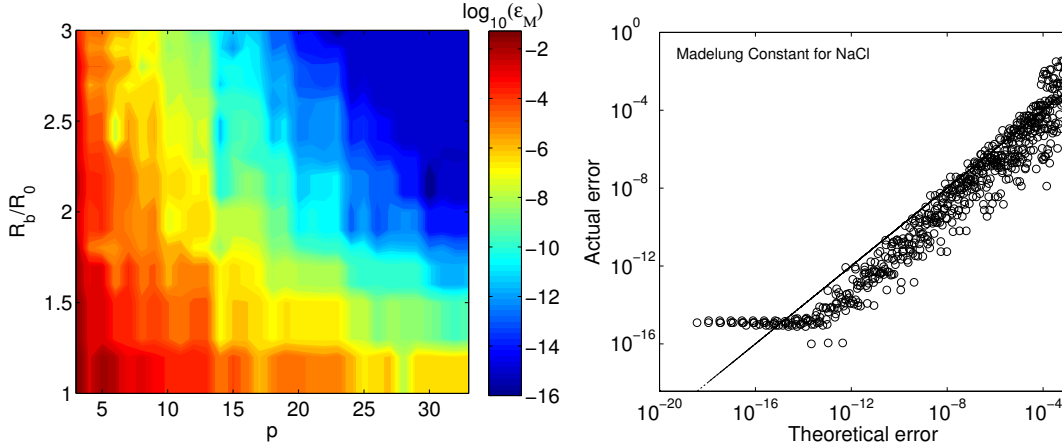 log10(εM)
3
2.5
2
1.5
1
Rb/R0
5 10 15 20 25 30
p
−2
−4
−6
−8
−10
−12
−14
−16
Madelung Constant for NaCl
10^0
10^−4
10^−8
10^−12
10^−16
Actual error
10^−20 10^−16 10^−12 10^−8 10^−4
Theoretical error